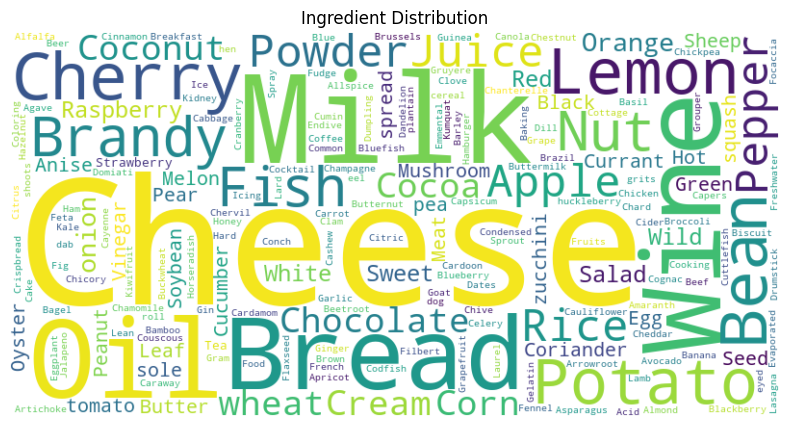 Ingredient Distribution
Alfalfa
Cinnamon
Breakfast
Beer
then
Coconut
Powder
Juice
Blue
Brussels
Guinea
Canola
Chestnut
Orange
Sheep
Chickpea
Focaccia
Cherry
Milk
Lemon
Pepper
Ice
Fudge
Spray
Allspice
spread
Gruyere
Clove
cereal
Chantereile
Red
Coloring
Agave
Raspberry
Kidney
Cabbage
Cranberry
Cumin
Endive
Coffee
Common
Dumpling
Dandelion
plantain
Bluefish
Emmental
Kumquat
Barley
Hamburger
Black
Baking
Basil
Cottage
Dill
Grape
Grouper
squash
Hazelnut
Brandy
Nut
Wine
Bean
Citrus
shoots
Anise
Strawberry
Domiati
Melon
Fish
Cocktail
Champagne
Mushroom
Buttermilk
Brazil
Currant
Hot
Crispbread
Ham
Feta
Kale
dab
Fig
Chicory
onion
Cayenne
Vinegar
Kiwifruit
Pear
Icing
Lard
eel
Cocoa
pea
Apple
grits
Chicken
huckleberry
Chard
Green
Capers
Freshwater
Buckwheat
Soybean
Horseradish
Chervil
Honey
Hard
Butternut
Carrot
Clam
Capsicum
Cider
Broccoli
Wild
Biscuit
Cheese
Conch
Cashew
Citric
Meat
Sprout
Condensed
zucchini
Fruits
Cuttlefish
Drumstick
Cake
White
Sweet
Cardoon
Blueberry
Dates
Salad
Cooking
Cognac
Beef
Oyster
Bagel
Chamomile
roll
Peanut
Cucumber
Gin
Cardamom
Garlic
Beetroot
Goat
dog
Chive
Celery
Cauliflower
Amaranth
Eggplant
Jalapeno
Oil
Lean
Bamboo
Couscous
Leaf
Tea
Gram
Bread
Chocolate
Rice
Egg
Cheddar
Evaporated
Food
Flaxseed
Ginger
Brown
French
Apricot
Filbert
Codfish
Grapefruit
Laurel
Coriander
Avocado
Banana
Seed
eyed
sole
Caraway
Gelatin
Arrowroot
Potato
Lamb
Lasagna
Artichoke
tomato
Butter
wheat
Cream
Corn
Fennel
Asparagus
Acid
Almond
Blackberry